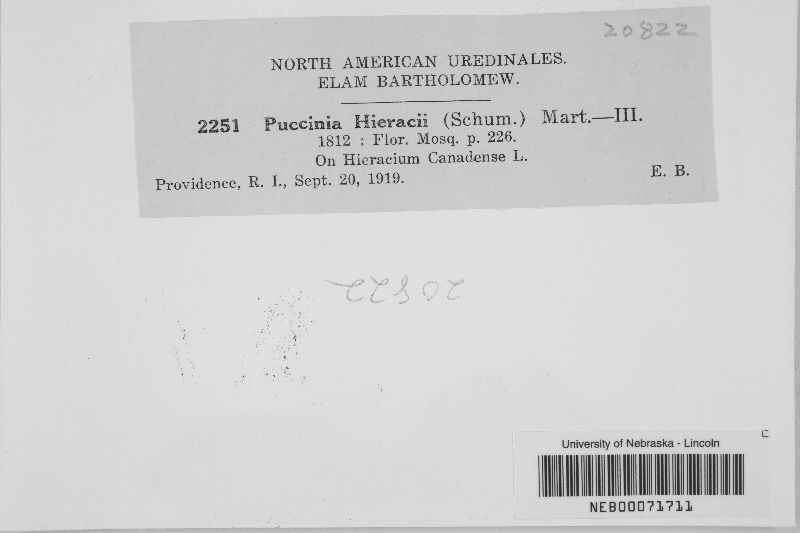 20822
NORTH AMERICAN UREDINALES.
ELAM BARTHOLOMEW.
2251 Puccinia Hieracii (Schum.) Mart.—III.
1812 : Flor. Mosq. p. 226.
On Hieracium Canadense L.
Providence, R. I., Sept. 20, 1919. E. B.
20822
University of Nebraska - Lincoln
NEB00071711